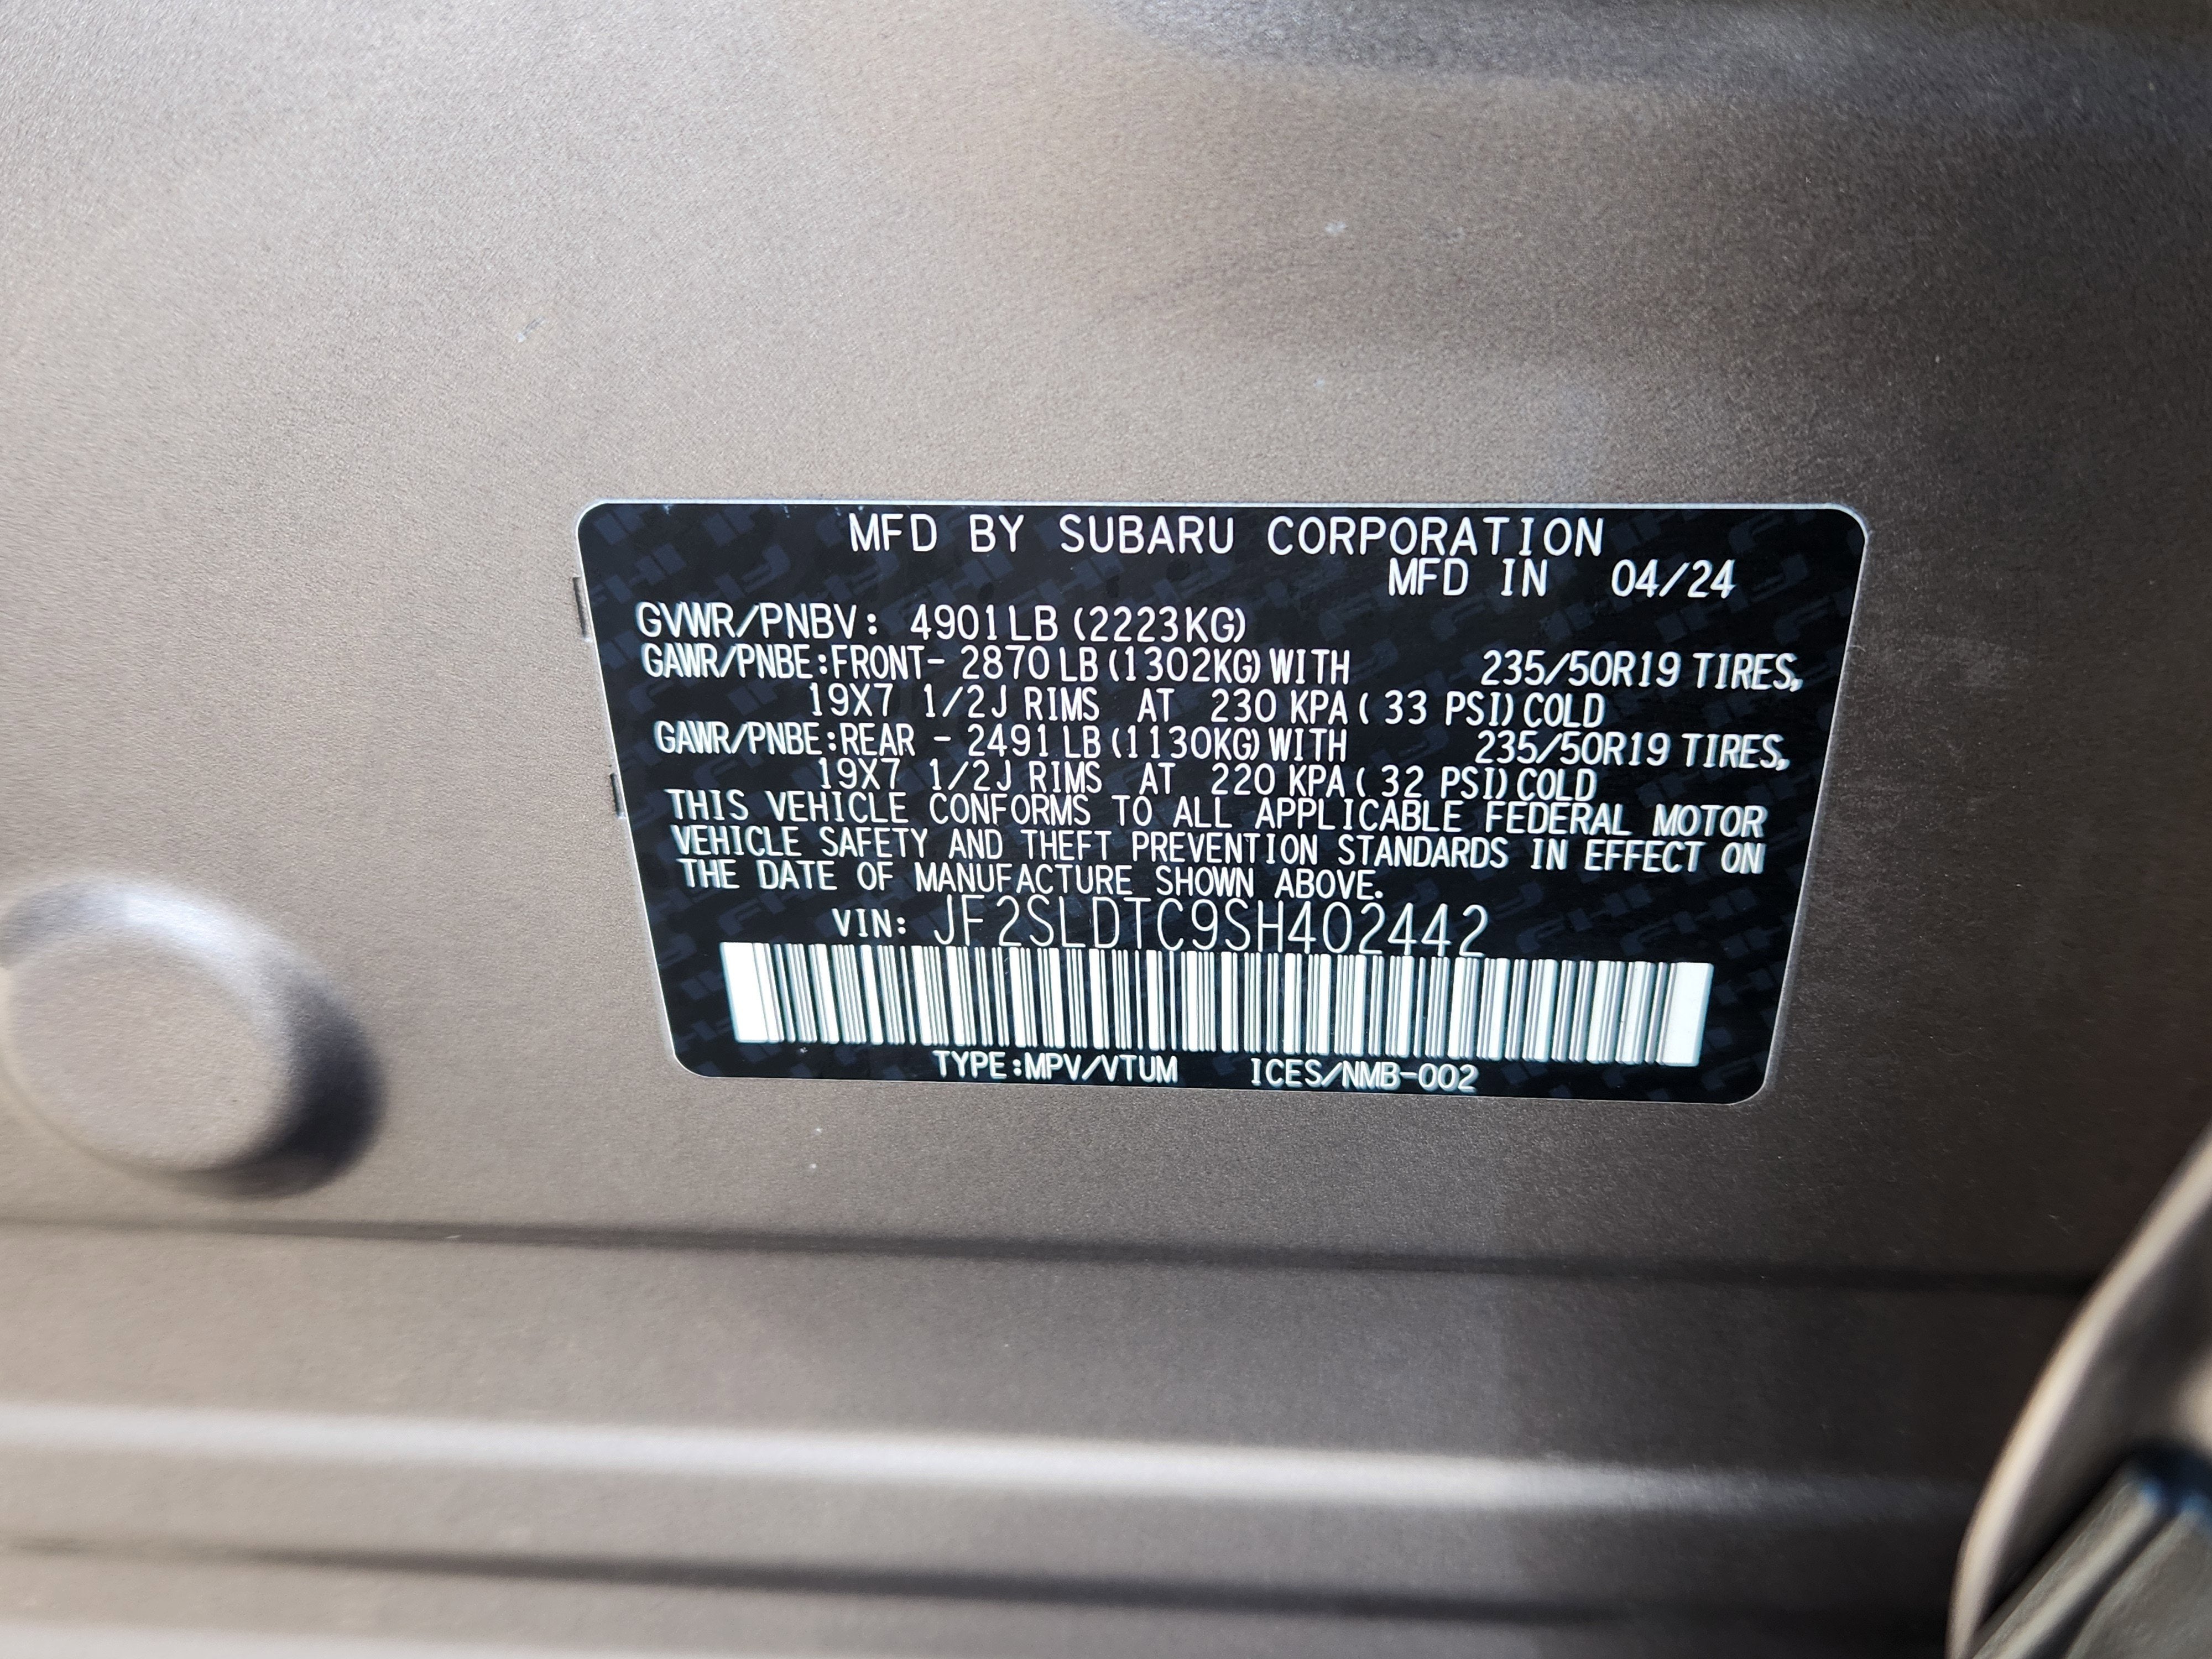 MFD BY SUBARU CORPORATION
MFD IN 04/24
GVWR/PNBV: 4901LB (2223KG)
GAWR/PNBE:FRONT- 2870LB(1302KG)WITH 235/50R19 TIRES,
19X7 1/2J RIMS AT 230 KPA( 33 PSI)COLD
GAWR/PNBE:REAR - 2491LB(1130KG)WITH 235/50R19 TIRES,
19X7 1/2J RIMS AT 220 KPA( 32 PSI)COLD
THIS VEHICLE CONFORMS TO ALL APPLICABLE FEDERAL MOTOR
VEHICLE SAFETY AND THEFT PREVENTION STANDARDS IN EFFECT ON
THE DATE OF MANUFACTURE SHOWN ABOVE.
VIN: JF2SLDTC9SH402442
TYPE:MPV/VTUM ICES/NMB-002